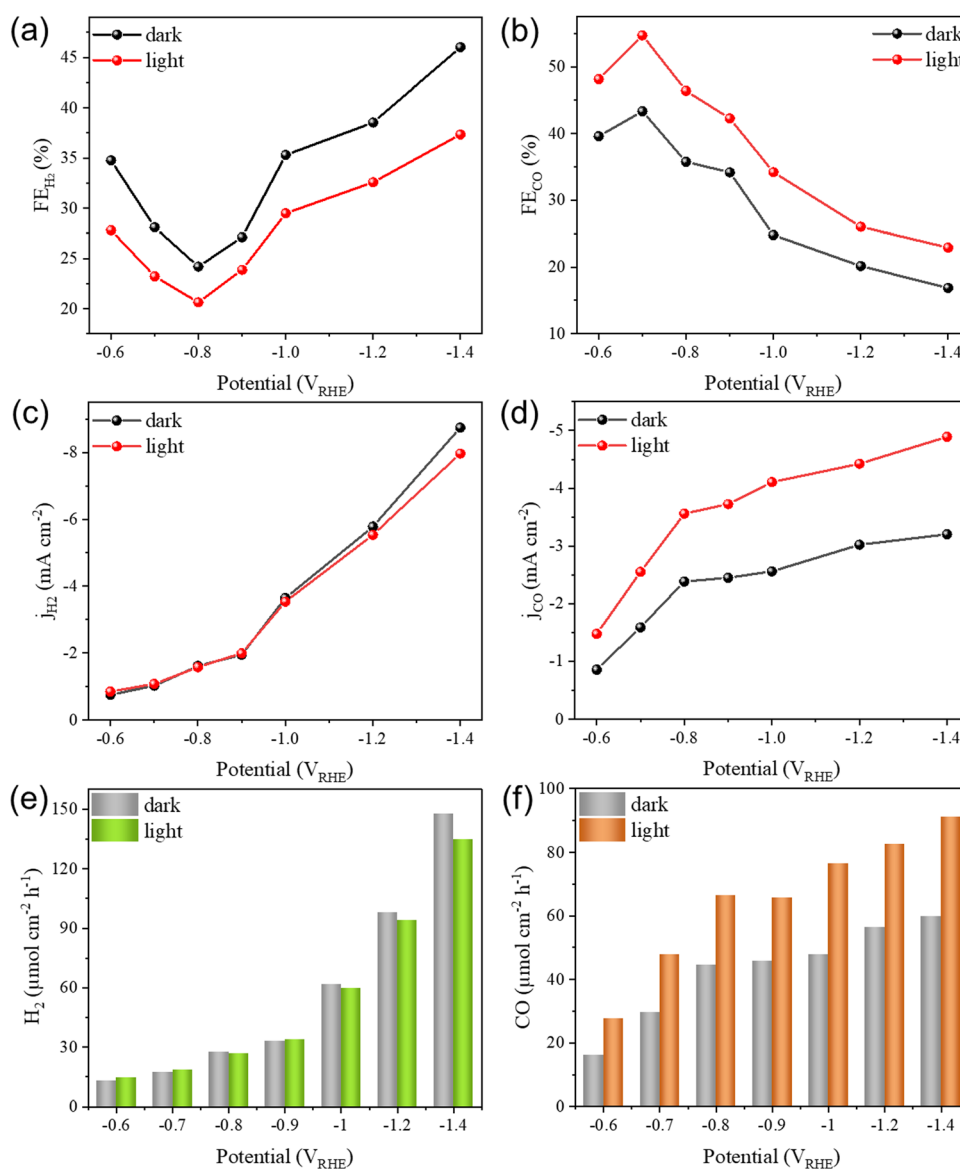 (a)
dark
light
45
40
35
30
25
20
FE_H₂ (%)
-0.6 -0.8 -1.0 -1.2 -1.4
Potential (V_RHE)
(b)
dark
light
50
40
30
20
10
FE_CO (%)
-0.6 -0.8 -1.0 -1.2 -1.4
Potential (V_RHE)
(c)
dark
light
-8
-6
-4
-2
0
j_H2 (mA cm⁻²)
-0.6 -0.8 -1.0 -1.2 -1.4
Potential (V_RHE)
(d)
dark
light
-5
-4
-3
-2
-1
0
j_CO (mA cm⁻²)
-0.6 -0.8 -1.0 -1.2 -1.4
Potential (V_RHE)
(e)
dark
light
150
120
90
60
30
0
H₂ (µmol cm⁻² h⁻¹)
-0.6 -0.7 -0.8 -0.9 -1 -1.2 -1.4
Potential (V_RHE)
(f)
dark
light
100
80
60
40
20
0
CO (µmol cm⁻² h⁻¹)
-0.6 -0.7 -0.8 -0.9 -1 -1.2 -1.4
Potential (V_RHE)